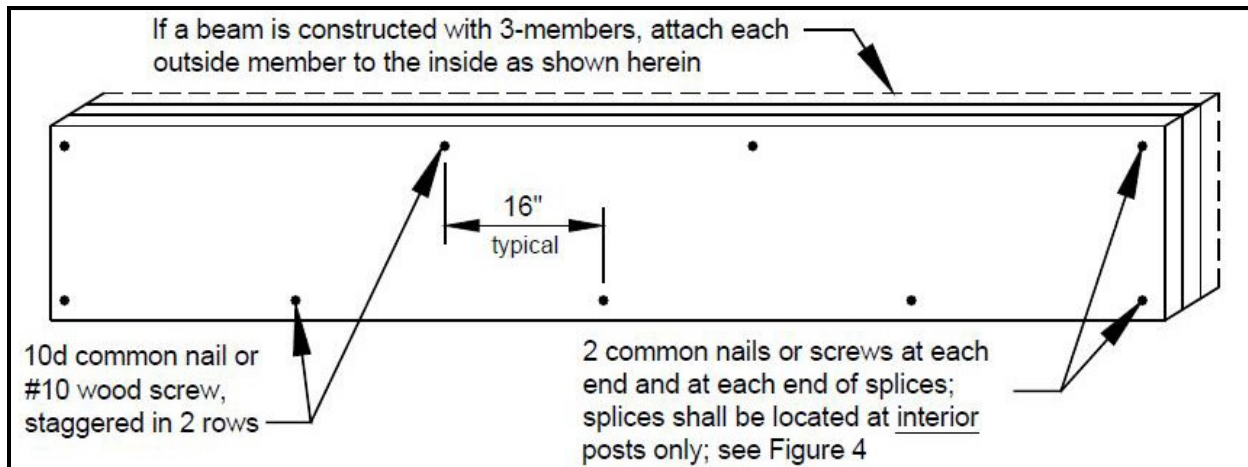 If a beam is constructed with 3-members, attach each
outside member to the inside as shown herein
16"
typical
10d common nail or
#10 wood screw,
staggered in 2 rows
2 common nails or screws at each
end and at each end of splices;
splices shall be located at interior
posts only; see Figure 4